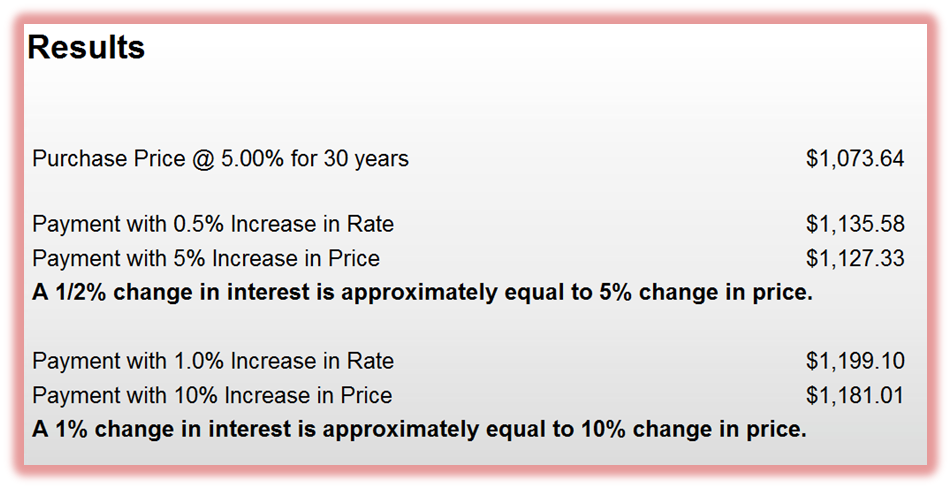 Results
Purchase Price @ 5.00% for 30 years $1,073.64
Payment with 0.5% Increase in Rate $1,135.58
Payment with 5% Increase in Price $1,127.33
A 1/2% change in interest is approximately equal to 5% change in price.
Payment with 1.0% Increase in Rate $1,199.10
Payment with 10% Increase in Price $1,181.01
A 1% change in interest is approximately equal to 10% change in price.